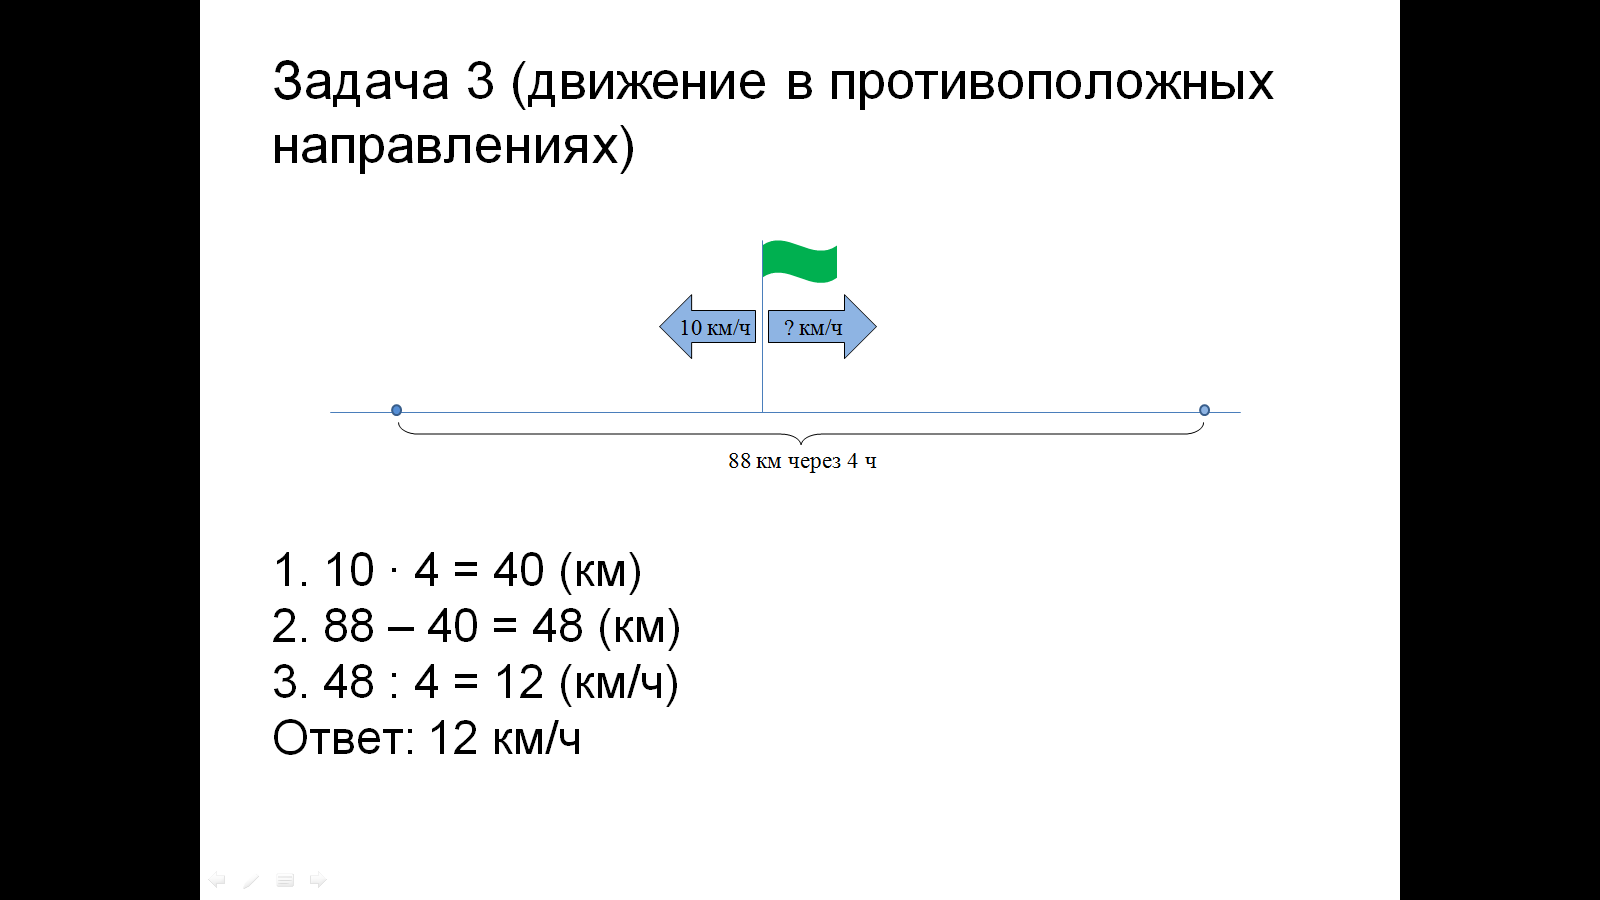 Задача 3 (движение в противоположных
направлениях)
10 км/ч
? км/ч
88 км через 4 ч
1. 10 · 4 = 40 (км)
2. 88 – 40 = 48 (км)
3. 48 : 4 = 12 (км/ч)
Ответ: 12 км/ч